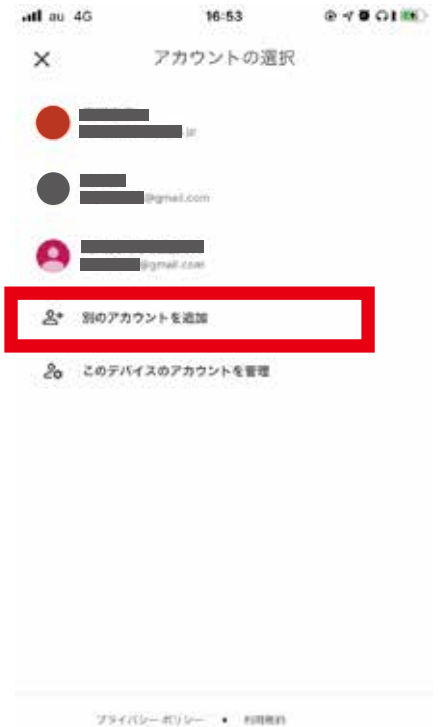 au 4G 16:53
アカウントの選択
.jp
@gmail.com
@gmail.com
別のアカウントを追加
このデバイスのアカウントを管理
プライバシー ポリシー • 利用規約